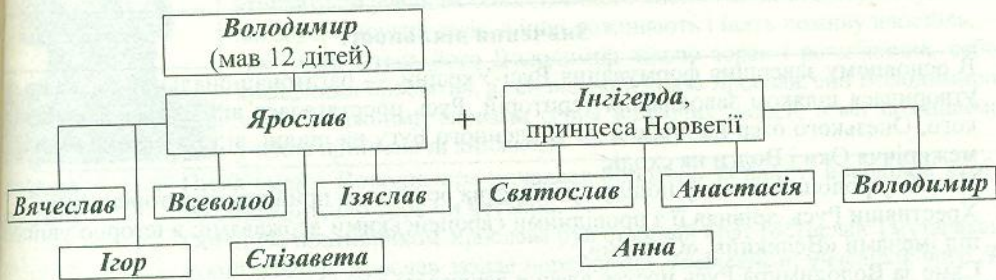 Володимир
(мав 12 дітей)
Ярослав
+
Інгігерда,
принцеса Норвегії
Вячеслав
Всеволод
Ізяслав
Святослав
Анастасія
Володимир
Ігор
Єлізавета
Анна